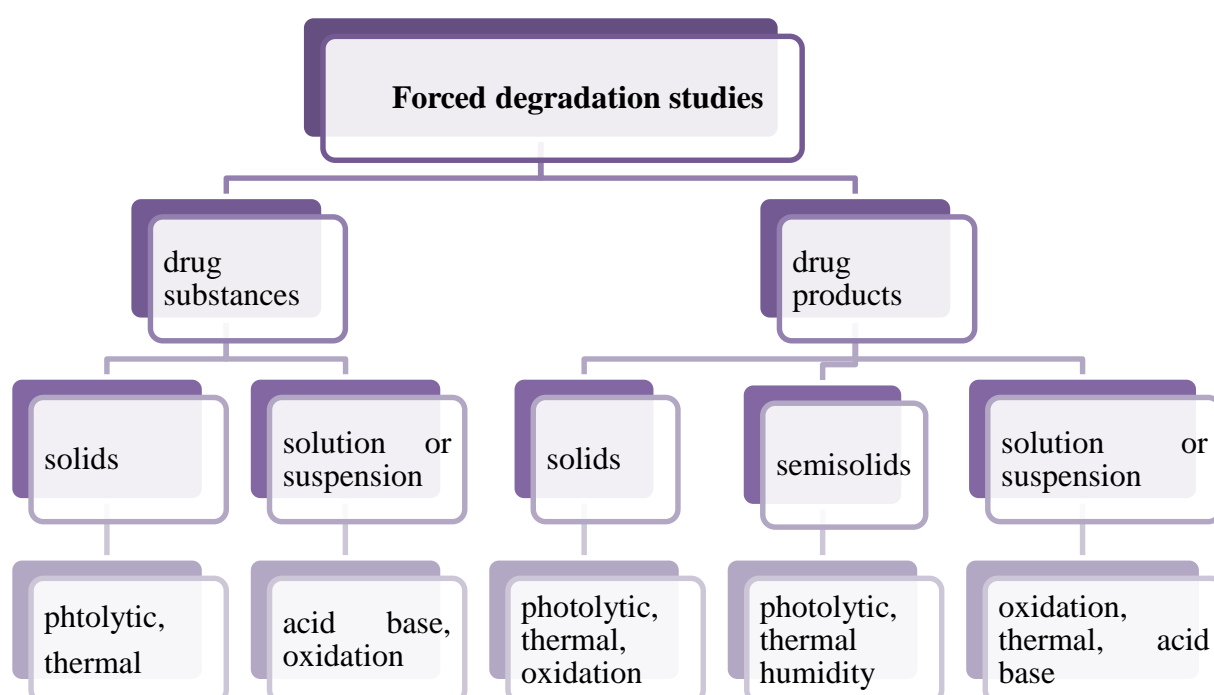 Forced degradation studies
drug
substances
drug
products
solids
solution or
suspension
solids
semisolids
solution or
suspension
phtolytic,
thermal
acid base,
oxidation
photolytic,
thermal,
oxidation
photolytic,
thermal
humidity
oxidation,
thermal, acid
base